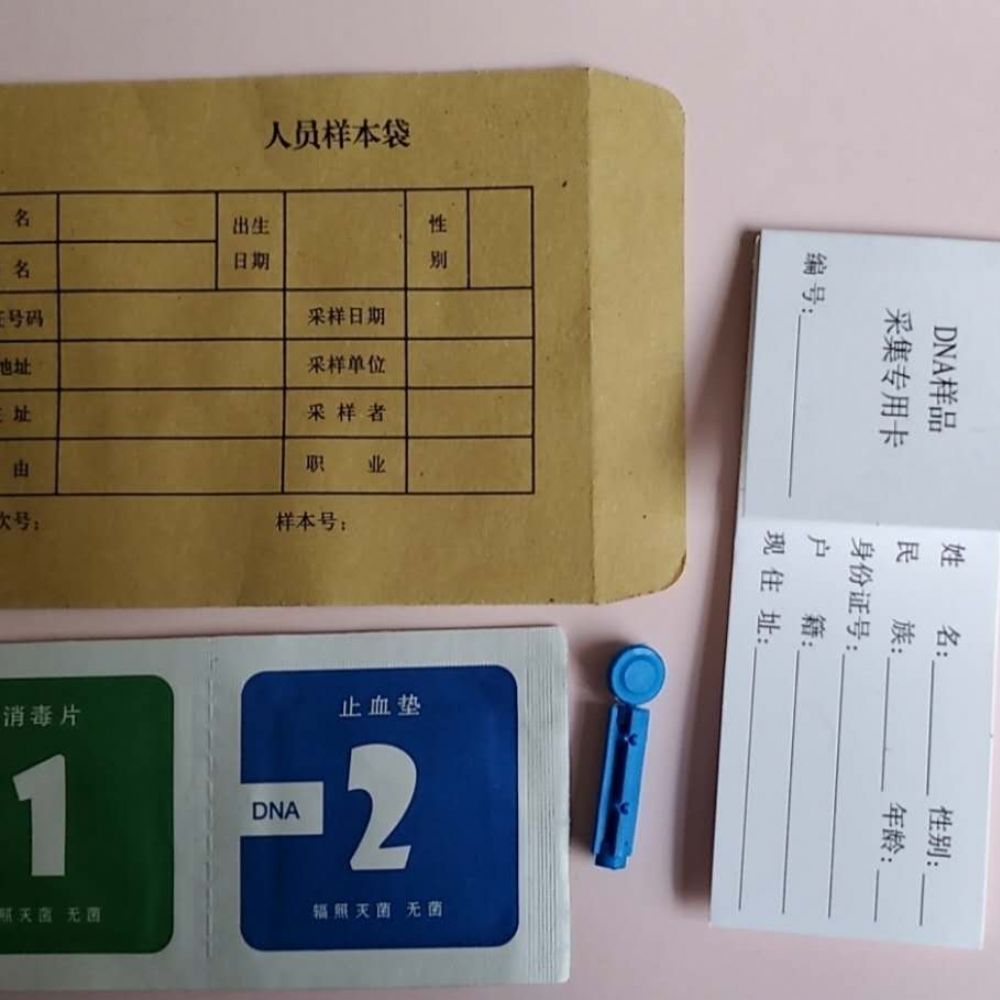 人员样本袋
名
出生
日期
性
别
名
证号码
采样日期
地址
采样单位
址
采样者
由
职 业
次号：
样本号：
消毒片
1
照灭菌 无菌
止血垫
DNA
2
辐照灭菌 无菌
DNA样品
采集专用卡
编号：
姓 名：
性别：
民 族：
年龄：
身份证号：
户 籍：
现住址：